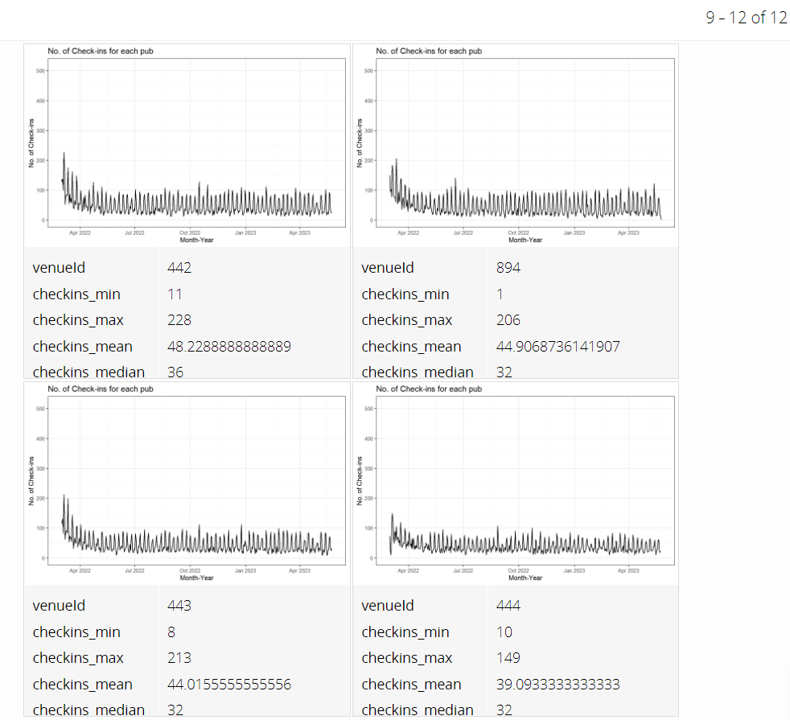 9 – 12 of 12
No. of Check-ins for each pub
500
400
300
200
100
0
No. of Check-ins
Apr 2022 Jul 2022 Oct 2022 Jan 2023 Apr 2023
Month-Year
venueId 442
checkins_min 11
checkins_max 228
checkins_mean 48.2288888888889
checkins_median 36
No. of Check-ins for each pub
500
400
300
200
100
0
No. of Check-ins
Apr 2022 Jul 2022 Oct 2022 Jan 2023 Apr 2023
Month-Year
venueId 894
checkins_min 1
checkins_max 206
checkins_mean 44.9068736141907
checkins_median 32
No. of Check-ins for each pub
500
400
300
200
100
0
No. of Check-ins
Apr 2022 Jul 2022 Oct 2022 Jan 2023 Apr 2023
Month-Year
venueId 443
checkins_min 8
checkins_max 213
checkins_mean 44.0155555555556
checkins_median 32
No. of Check-ins for each pub
500
400
300
200
100
0
No. of Check-ins
Apr 2022 Jul 2022 Oct 2022 Jan 2023 Apr 2023
Month-Year
venueId 444
checkins_min 10
checkins_max 149
checkins_mean 39.0933333333333
checkins_median 32